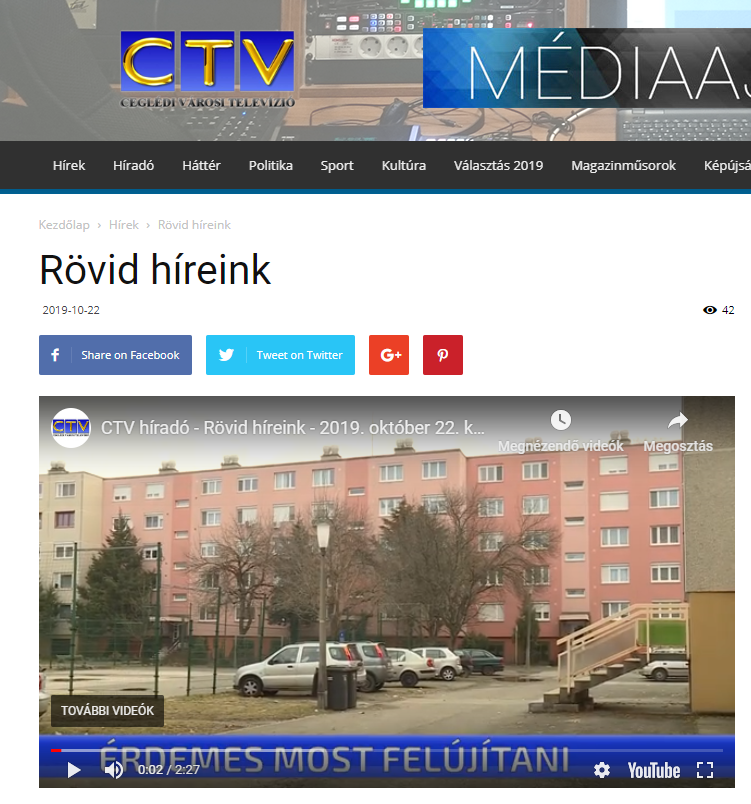 CTV
CEGLÉDI VÁROSI TELEVÍZIÓ
MÉDIAAJ
Hírek Híradó Háttér Politika Sport Kultúra Választás 2019 Magazinműsorok Képújsá
Kezdőlap › Hírek › Rövid híreink
Rövid híreink
2019-10-22 42
Share on Facebook Tweet on Twitter G+
CTV CTV híradó - Rövid híreink - 2019. október 22. k...
Megnézendő videók Megosztás
TOVÁBBI VIDEÓK
ÉRDEMES MOST FELÚJÍTANI
0:02 / 2:27 YouTube